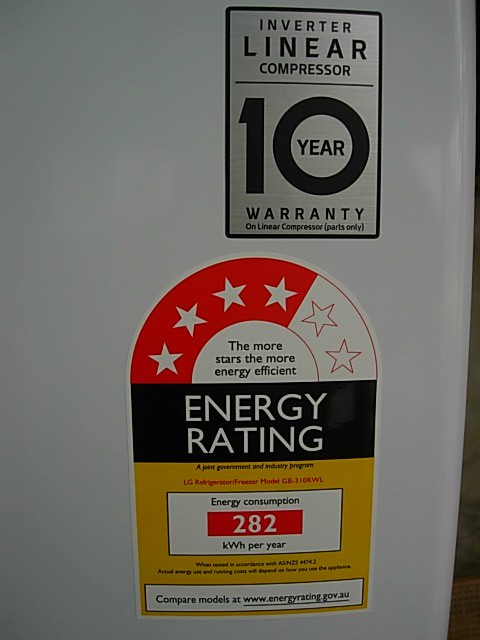 INVERTER
LINEAR
COMPRESSOR
10 YEAR
WARRANTY
On Linear Compressor (parts only)
The more
stars the more
energy efficient
ENERGY
RATING
A joint government and industry program
LG Refrigerator/Freezer Model GB-310RWL
Energy consumption
282
kWh per year
When tested in accordance with AS/NZS 4474.2
Actual energy use and running costs will depend on how you use the appliance.
Compare models at www.energyrating.gov.au